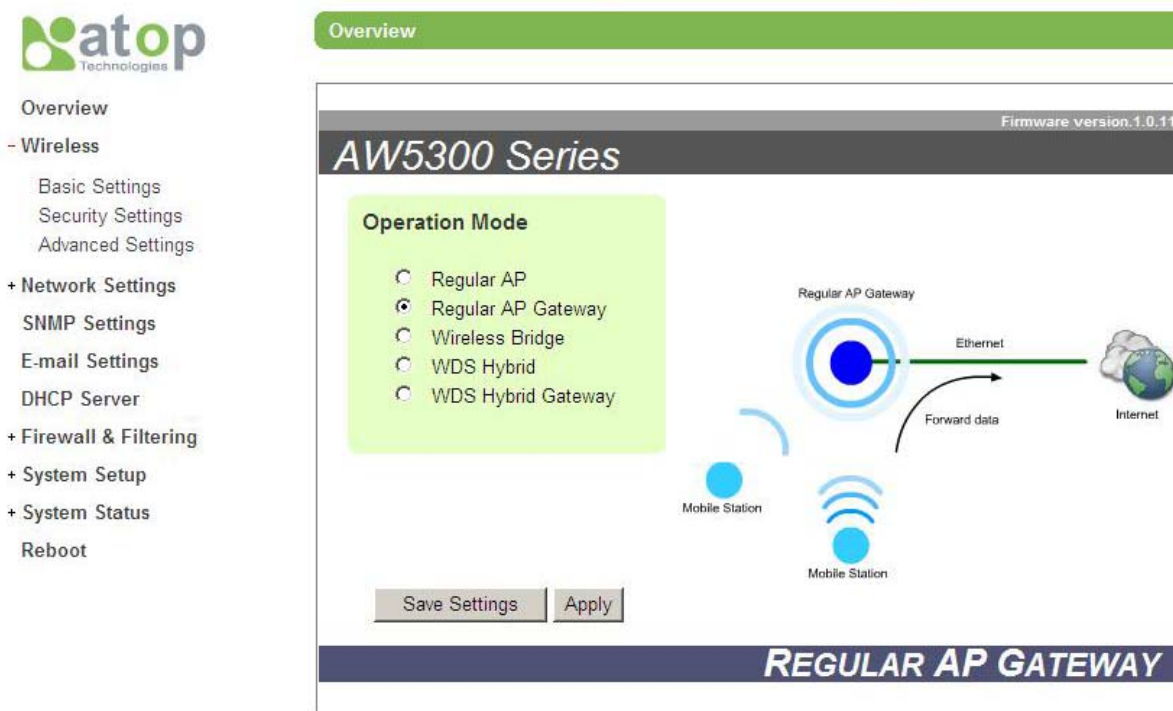 atop
Technologies
Overview
- Wireless
Basic Settings
Security Settings
Advanced Settings
+ Network Settings
SNMP Settings
E-mail Settings
DHCP Server
+ Firewall & Filtering
+ System Setup
+ System Status
Reboot
Overview
Firmware version.1.0.11
AW5300 Series
Operation Mode
Regular AP
Regular AP Gateway
Wireless Bridge
WDS Hybrid
WDS Hybrid Gateway
Regular AP Gateway
Ethernet
Internet
Forward data
Mobile Station
Mobile Station
Save Settings
Apply
REGULAR AP GATEWAY